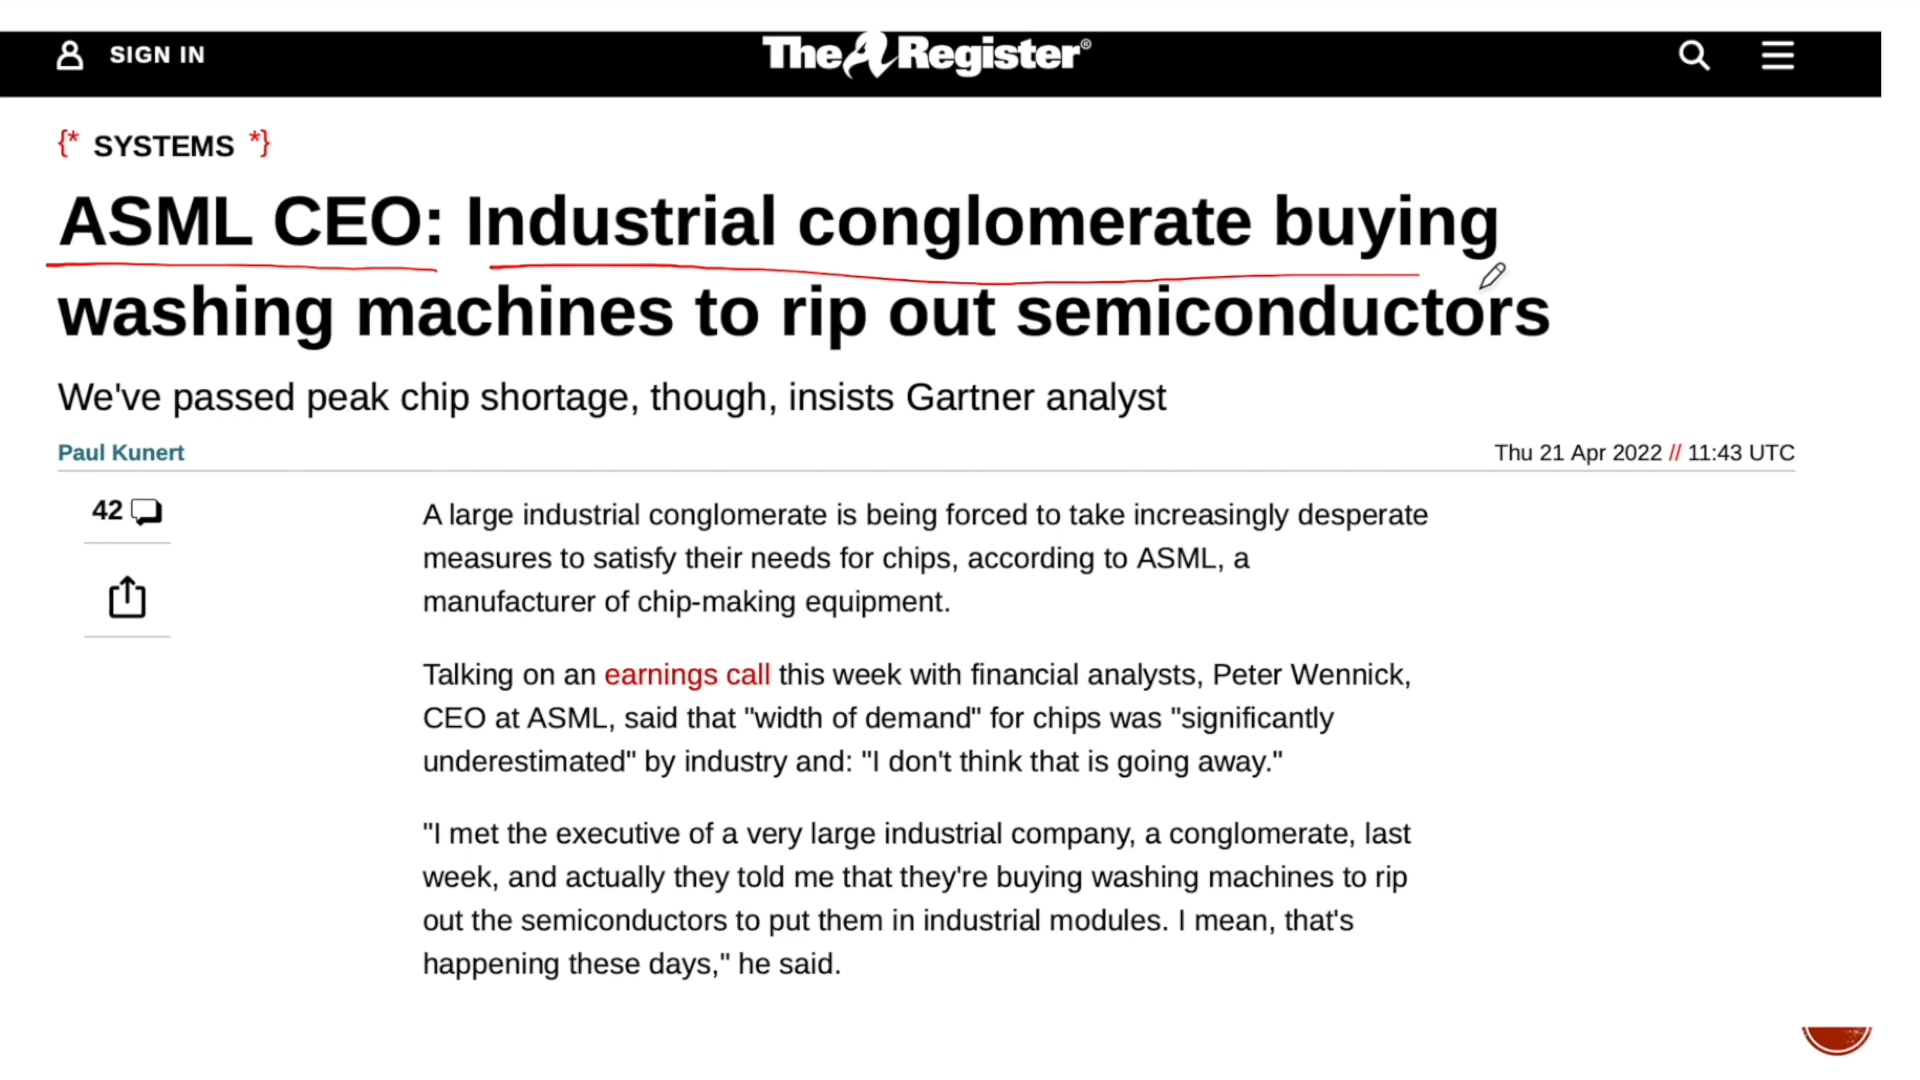 SIGN IN
The Register®
{* SYSTEMS *}
ASML CEO: Industrial conglomerate buying
washing machines to rip out semiconductors
We've passed peak chip shortage, though, insists Gartner analyst
Paul Kunert
Thu 21 Apr 2022 // 11:43 UTC
42
A large industrial conglomerate is being forced to take increasingly desperate
measures to satisfy their needs for chips, according to ASML, a
manufacturer of chip-making equipment.
Talking on an earnings call this week with financial analysts, Peter Wennick,
CEO at ASML, said that "width of demand" for chips was "significantly
underestimated" by industry and: "I don't think that is going away."
"I met the executive of a very large industrial company, a conglomerate, last
week, and actually they told me that they're buying washing machines to rip
out the semiconductors to put them in industrial modules. I mean, that's
happening these days," he said.